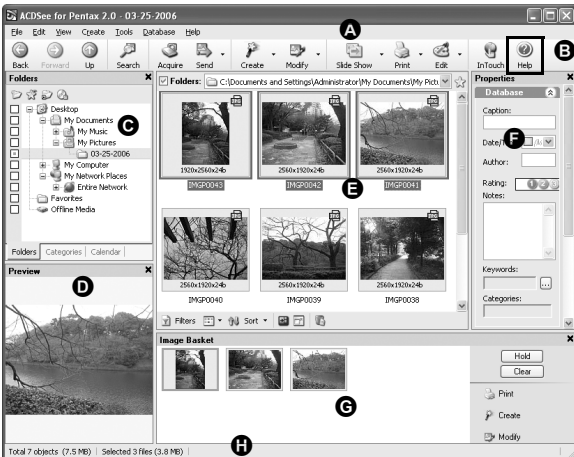 ACDSee for Pentax 2.0 - 03-25-2006
File Edit View Create Tools Database Help
A
Back Forward Up Search Acquire Send Create Modify Slide Show Print Edit InTouch Help
B
Folders
Desktop
My Documents
My Music
My Pictures
03-25-2006
My Computer
My Network Places
Entire Network
Favorites
Offline Media
C
Folders Categories Calendar
Preview
D
Folders: C:\Documents and Settings\Administrator\My Documents\My Pictu
1920x2560x24b 2560x1920x24b 2560x1920x24b
IMGP0043 IMGP0042 IMGP0041
E
2560x1920x24b 2560x1920x24b 2560x1920x24b
IMGP0040 IMGP0039 IMGP0038
Filters Sort
Image Basket
G
Hold
Clear
Print
Create
Modify
Properties
Database
Caption:
F
Author:
Rating: 1 2 3
Notes:
Keywords:
...
Categories:
H
Total 7 objects (7.5 MB) Selected 3 files (3.8 MB)